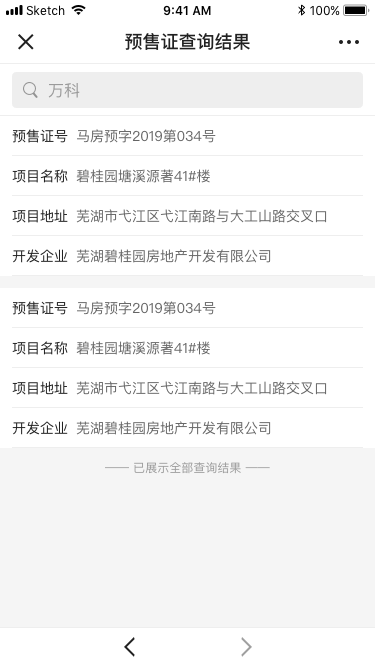 Sketch 9:41 AM 100%
预售证查询结果
万科
预售证号 马房预字2019第034号
项目名称 碧桂园塘溪源著41#楼
项目地址 芜湖市弋江区弋江南路与大工山路交叉口
开发企业 芜湖碧桂园房地产开发有限公司
预售证号 马房预字2019第034号
项目名称 碧桂园塘溪源著41#楼
项目地址 芜湖市弋江区弋江南路与大工山路交叉口
开发企业 芜湖碧桂园房地产开发有限公司
已展示全部查询结果